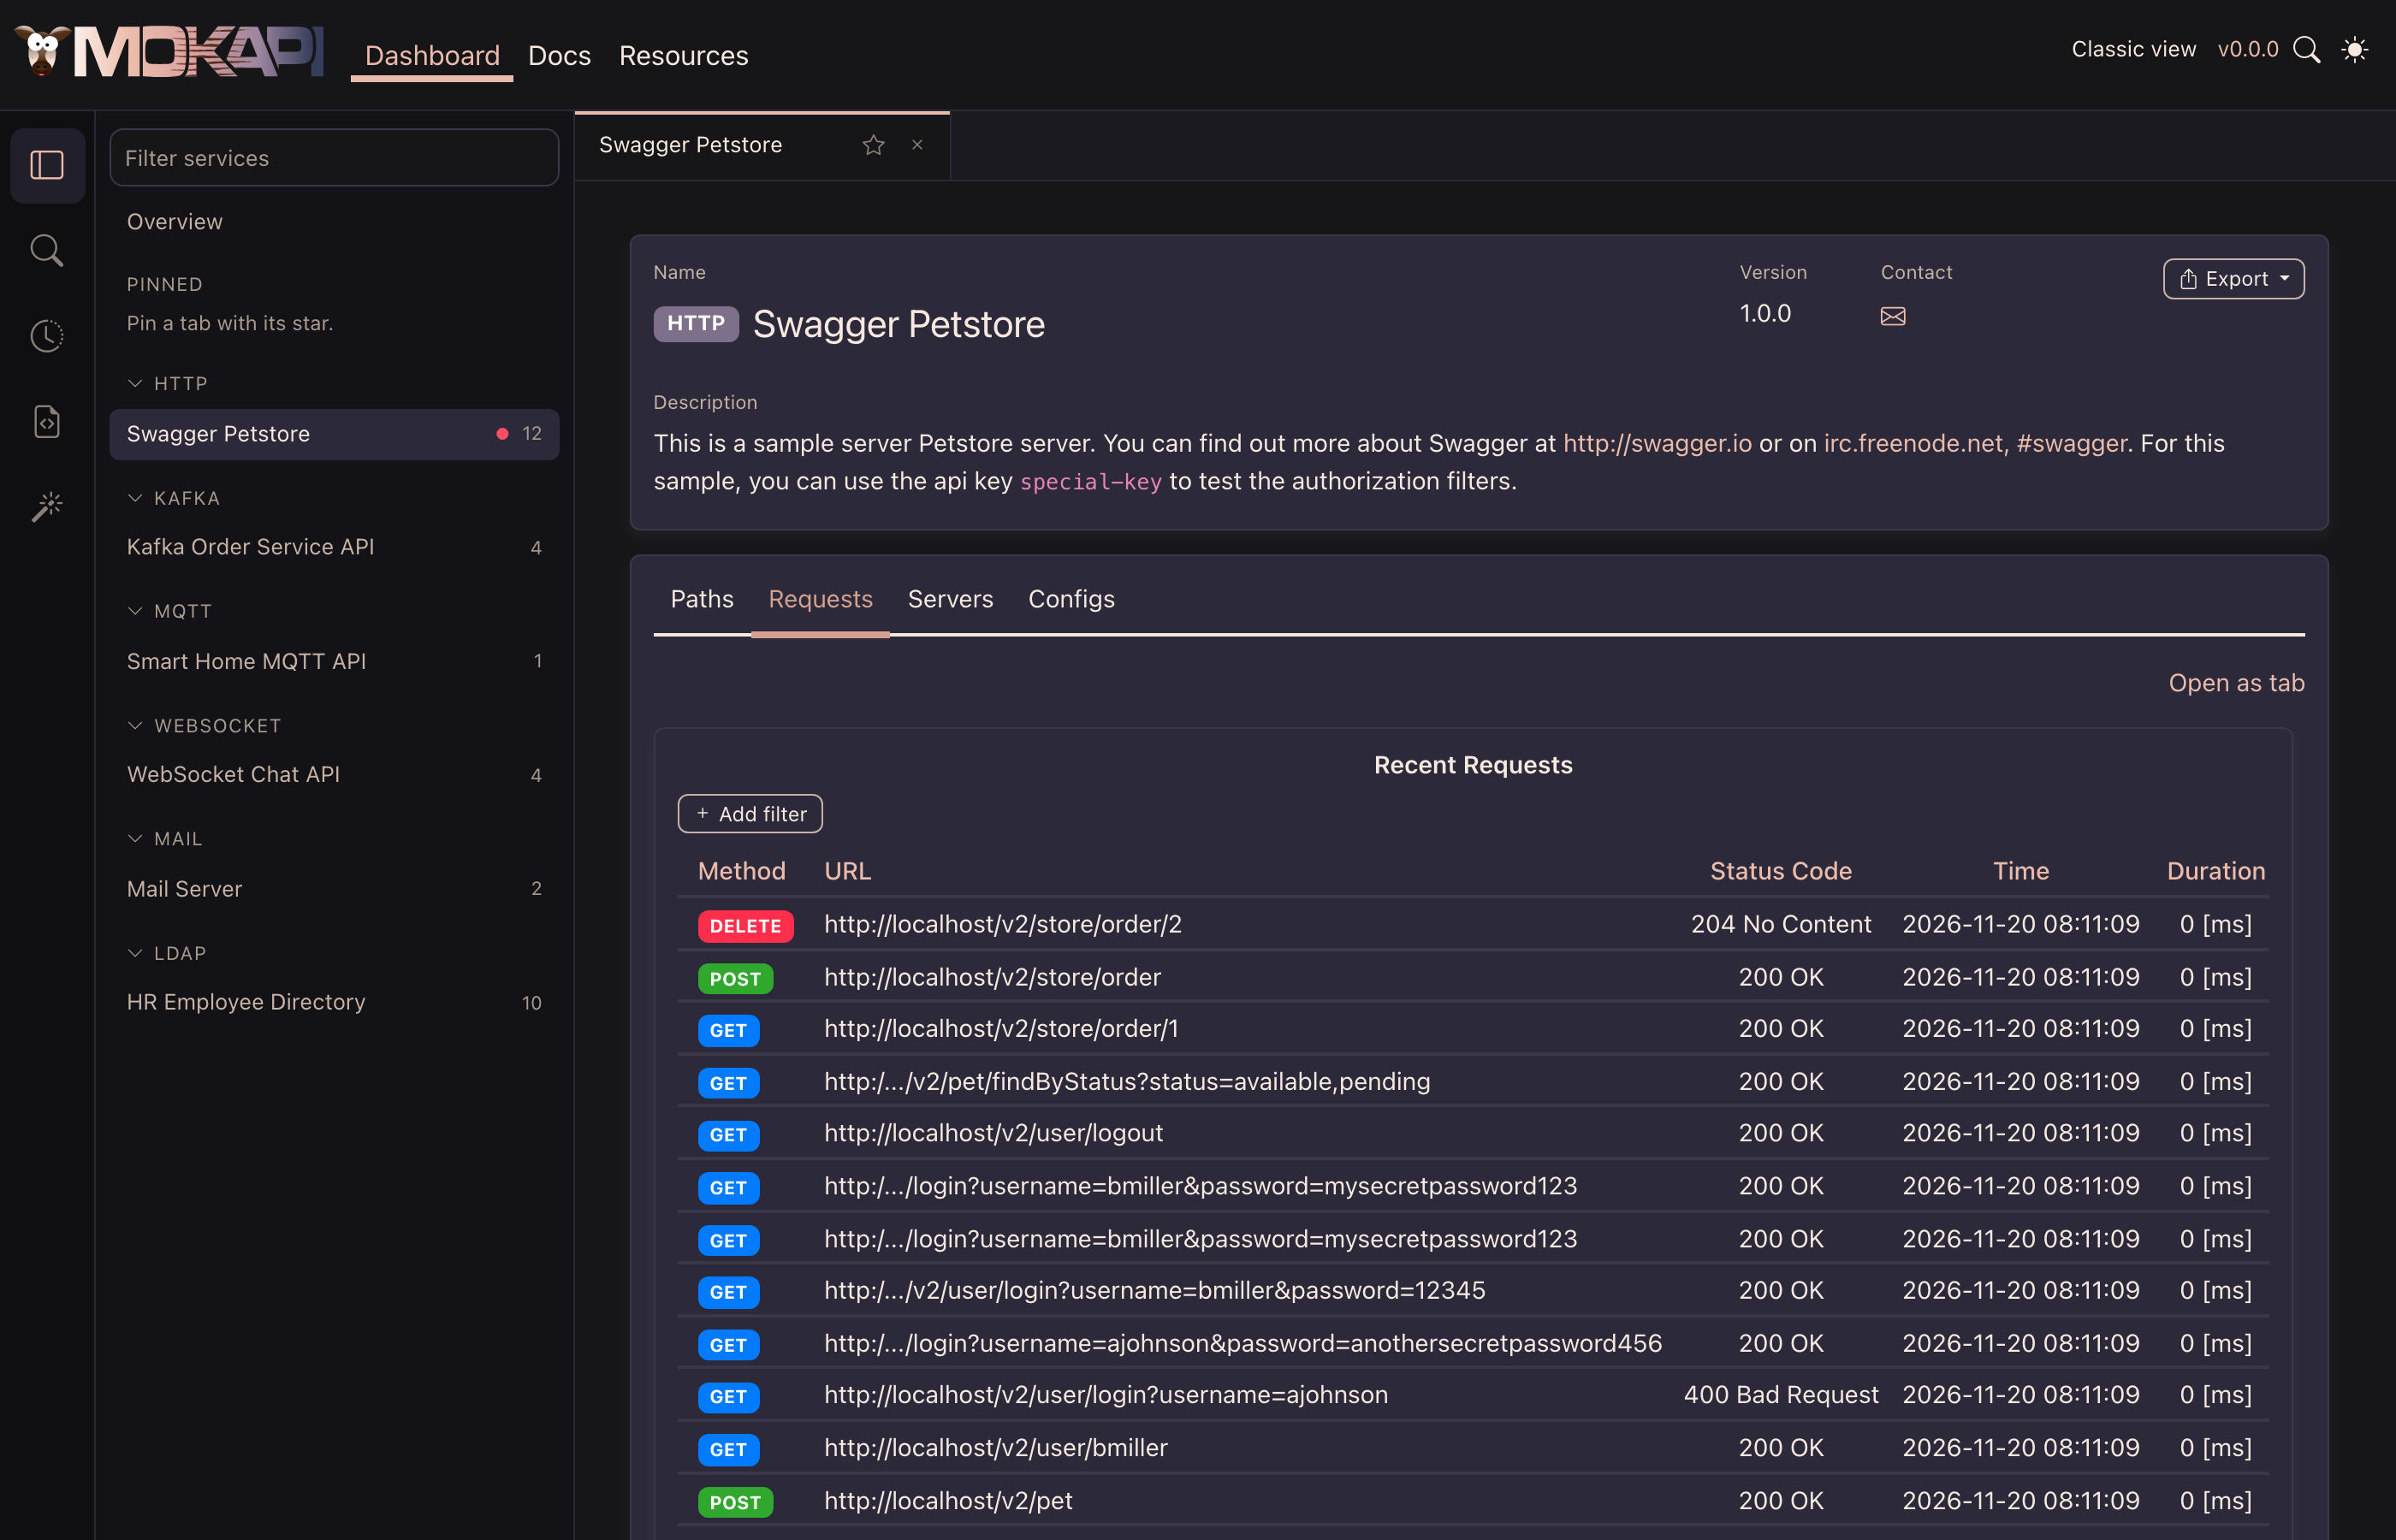 MOKAPI
Dashboard Docs Resources
Classic view v0.0.0
Filter services
Overview
PINNED
Pin a tab with its star.
HTTP
Swagger Petstore 12
KAFKA
Kafka Order Service API 4
MQTT
Smart Home MQTT API 1
WEBSOCKET
WebSocket Chat API 4
MAIL
Mail Server 2
LDAP
HR Employee Directory 10
Swagger Petstore
Name
HTTP Swagger Petstore
Version
1.0.0
Contact
Export
Description
This is a sample server Petstore server. You can find out more about Swagger at http://swagger.io or on irc.freenode.net, #swagger. For this
sample, you can use the api key special-key to test the authorization filters.
Paths Requests Servers Configs
Open as tab
Recent Requests
+ Add filter
Method URL Status Code Time Duration
DELETE http://localhost/v2/store/order/2 204 No Content 2026-11-20 08:11:09 0 [ms]
POST http://localhost/v2/store/order 200 OK 2026-11-20 08:11:09 0 [ms]
GET http://localhost/v2/store/order/1 200 OK 2026-11-20 08:11:09 0 [ms]
GET http:/.../v2/pet/findByStatus?status=available,pending 200 OK 2026-11-20 08:11:09 0 [ms]
GET http://localhost/v2/user/logout 200 OK 2026-11-20 08:11:09 0 [ms]
GET http:/.../login?username=bmiller&password=mysecretpassword123 200 OK 2026-11-20 08:11:09 0 [ms]
GET http:/.../login?username=bmiller&password=mysecretpassword123 200 OK 2026-11-20 08:11:09 0 [ms]
GET http:/.../v2/user/login?username=bmiller&password=12345 200 OK 2026-11-20 08:11:09 0 [ms]
GET http:/.../login?username=ajohnson&password=anothersecretpassword456 200 OK 2026-11-20 08:11:09 0 [ms]
GET http://localhost/v2/user/login?username=ajohnson 400 Bad Request 2026-11-20 08:11:09 0 [ms]
GET http://localhost/v2/user/bmiller 200 OK 2026-11-20 08:11:09 0 [ms]
POST http://localhost/v2/pet 200 OK 2026-11-20 08:11:09 0 [ms]